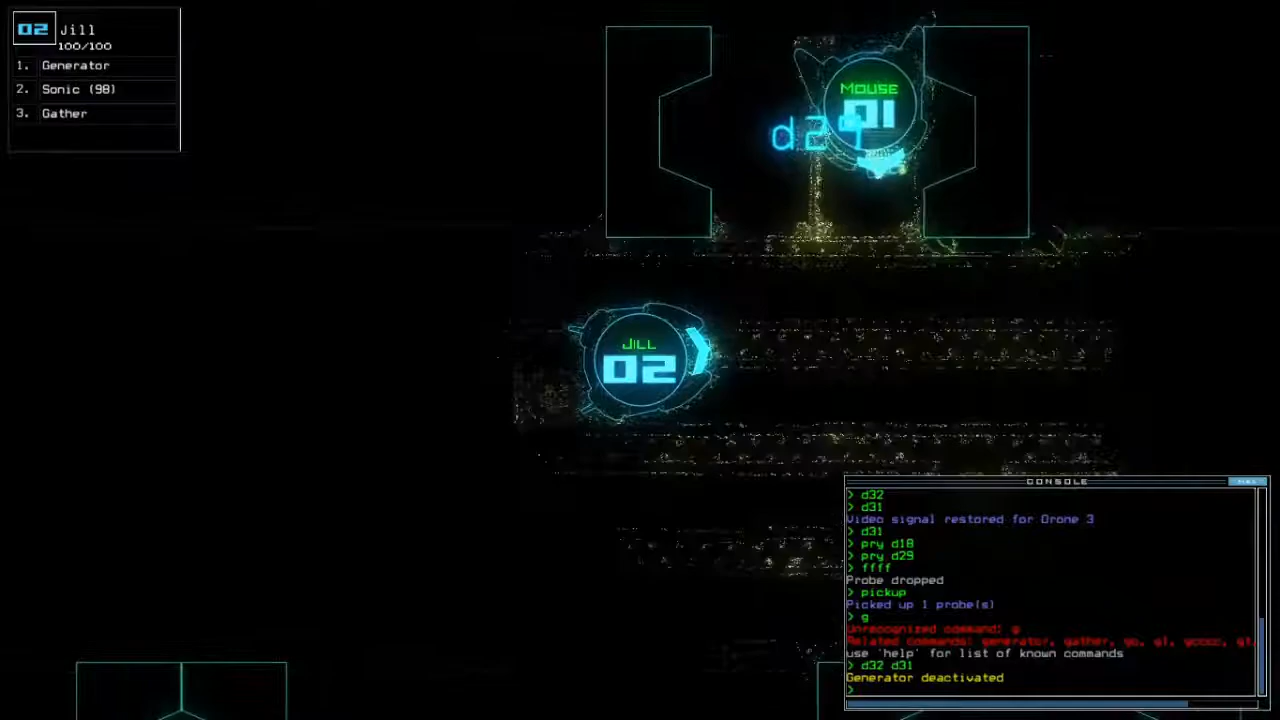 02 Jill
100/100
1. Generator
2. Sonic (98)
3. Gather
MOUSE
01
d29
JILL
02
CONSOLE
> d32
> d31
Video signal restored for Drone 3
> d31
> pry d18
> pry d29
> ffff
Probe dropped
> pickup
Picked up 1 probe(s)
> g
Unrecognized command: g
Related commands: generator, gather, go, gl,
use 'help' for list of known commands
> d32 d31
Generator deactivated
>